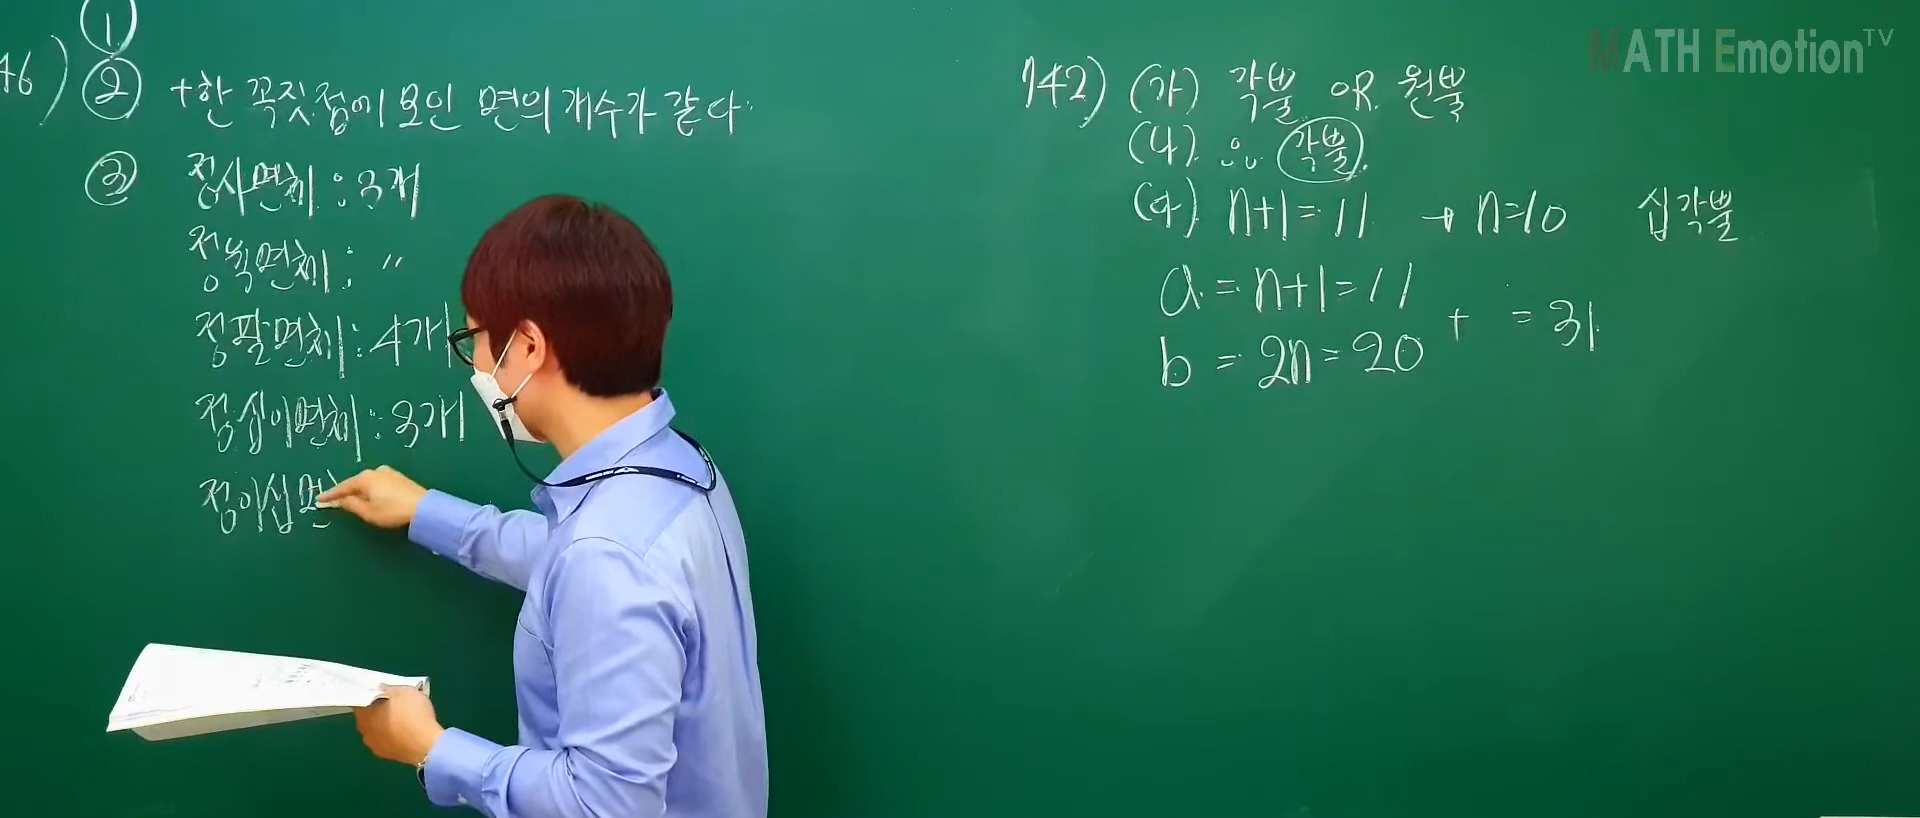 46)
①
② +한 꼭짓점에 모인 면의 개수가 같다.
③ 정사면체 : 3개
정육면체 : 〃
정팔면체 : 4개
정십이면체 : 3개
정이십면
142) (가) 각뿔 OR 원뿔
(나) 각뿔.
(다) n+1=11 → n=10 십각뿔
a = n+1 = 11
b = 2n = 20
+ = 31
MATH Emotion TV